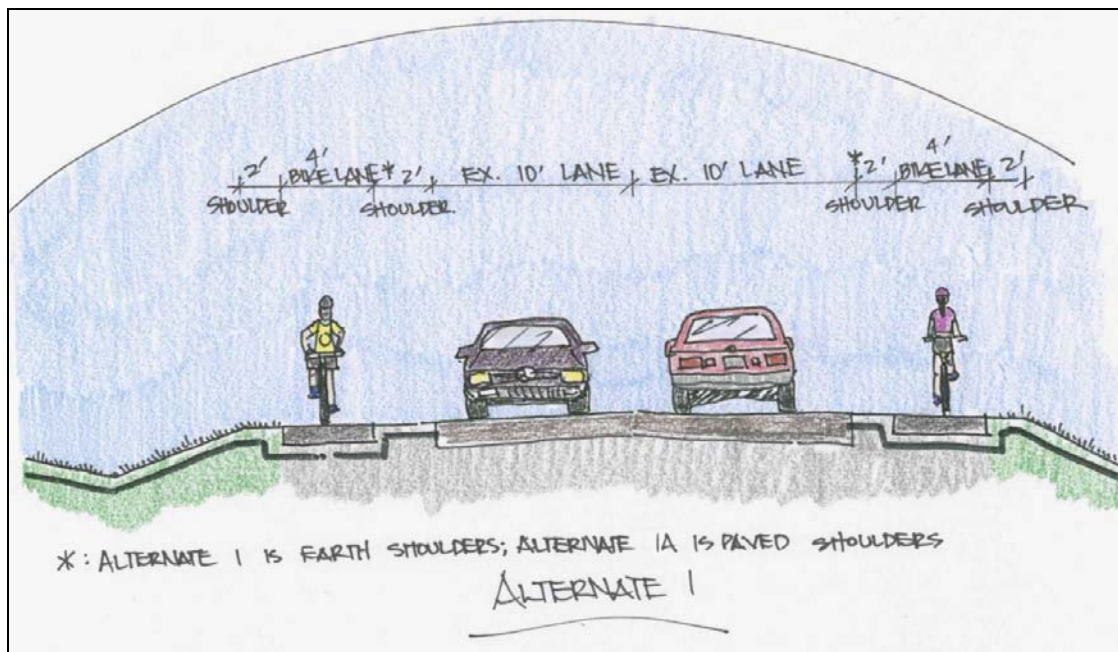 2' 4' BIKE LANE * 2' EX. 10' LANE EX. 10' LANE * 2' 4' BIKE LANE 2'
SHOULDER SHOULDER SHOULDER SHOULDER
*: ALTERNATE 1 IS EARTH SHOULDERS; ALTERNATE 1A IS PAVED SHOULDERS
ALTERNATE 1